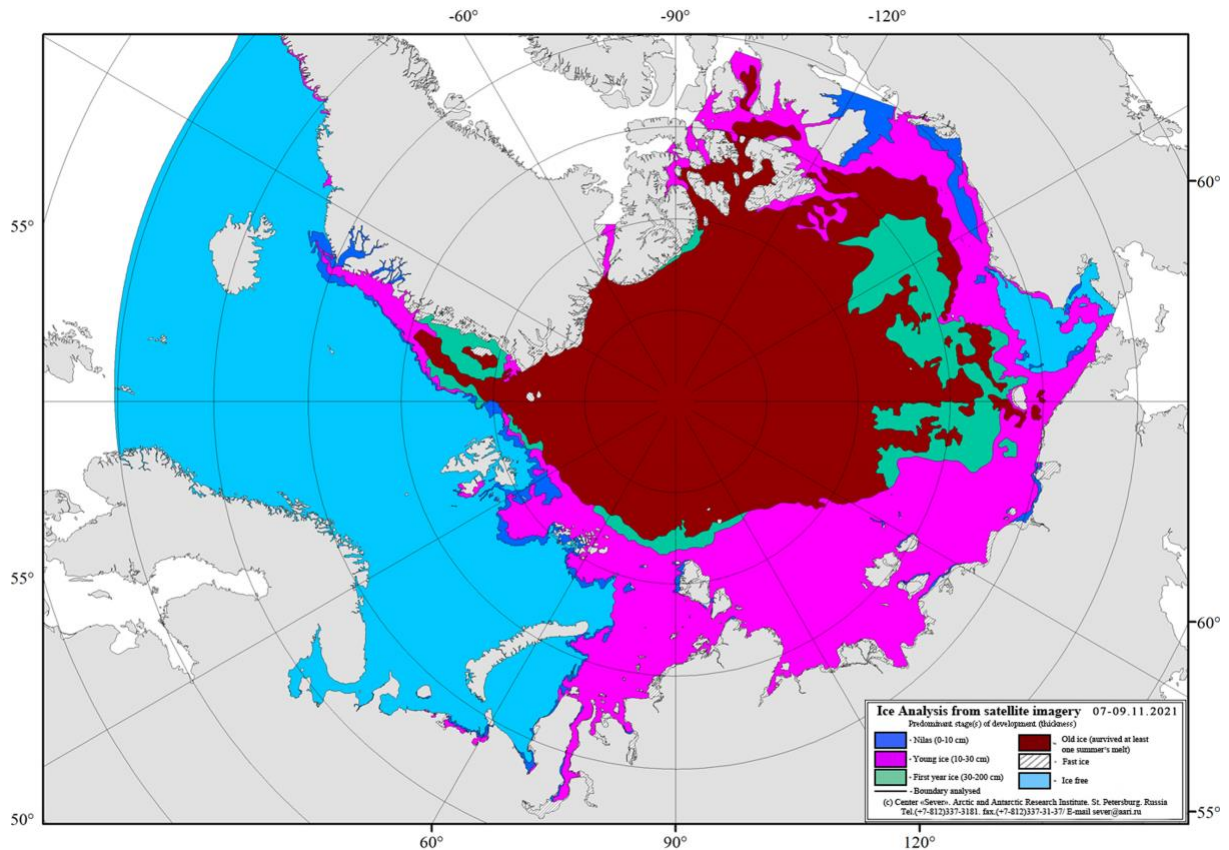 -60° -90° -120°
55° 60°
55° 60°
50° 55°
60° 90° 120°
Ice Analysis from satellite imagery 07-09.11.2021
Predominant stage(s) of development (thickness)
- Nilas (0-10 cm)
- Young ice (10-30 cm)
- First year ice (30-200 cm)
- Boundary analysed
- Old ice (aurvived at least
one summer's melt)
- Fast ice
- Ice free
(c) Center «Sever». Arctic and Antarctic Research Institute. St. Petersburg. Russia
Tel.(+7-812)337-3181. fax.(+7-812)337-31-37/ E-mail sever@aari.ru